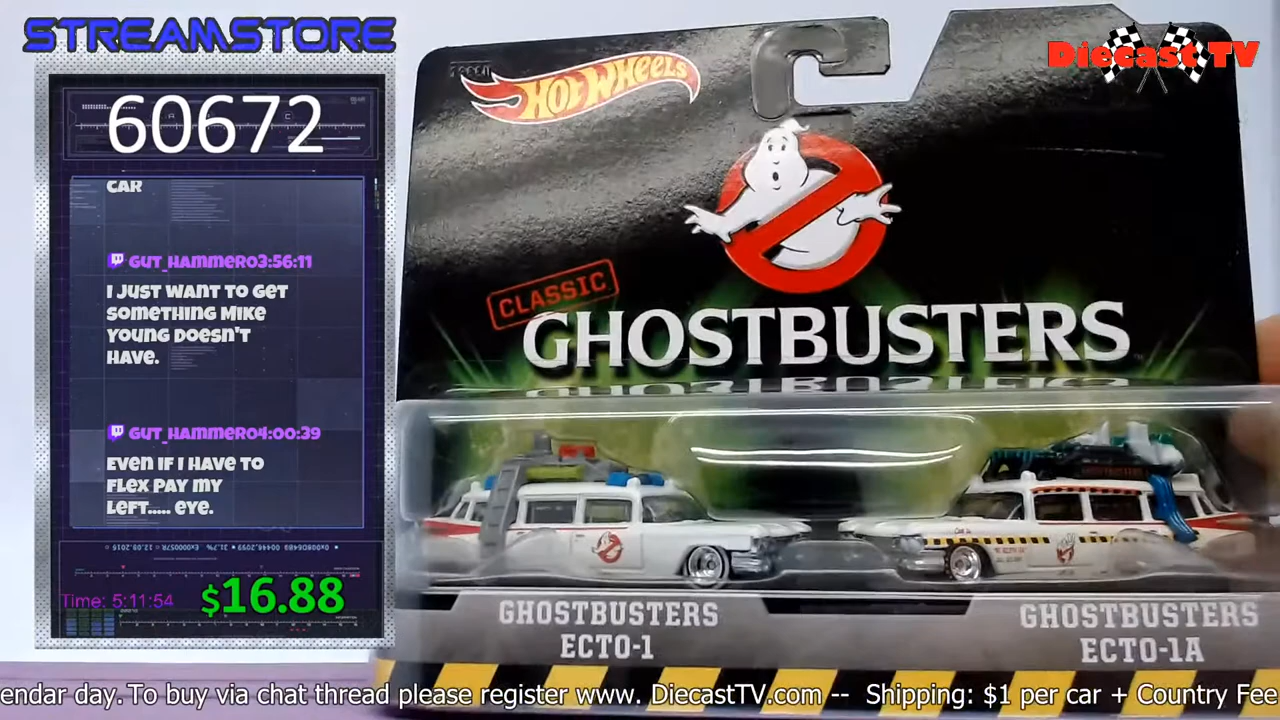 STREAMSTORE
60672
CAR
GUT_HAMMER03:56:11
I JUST WANT TO GET
SOMETHING MIKE
YOUNG DOESN'T
HAVE.
GUT_HAMMER04:00:39
EVEN IF I HAVE TO
FLEX PAY MY
LEFT..... EYE.
Time: 5:11:54
$16.88
Diecast TV
HOT WHEELS
CLASSIC
GHOSTBUSTERS
GHOSTBUSTERS
GHOSTBUSTERS
ECTO-1
GHOSTBUSTERS
ECTO-1A
endar day. To buy via chat thread please register www. DiecastTV.com -- Shipping: $1 per car + Country Fee